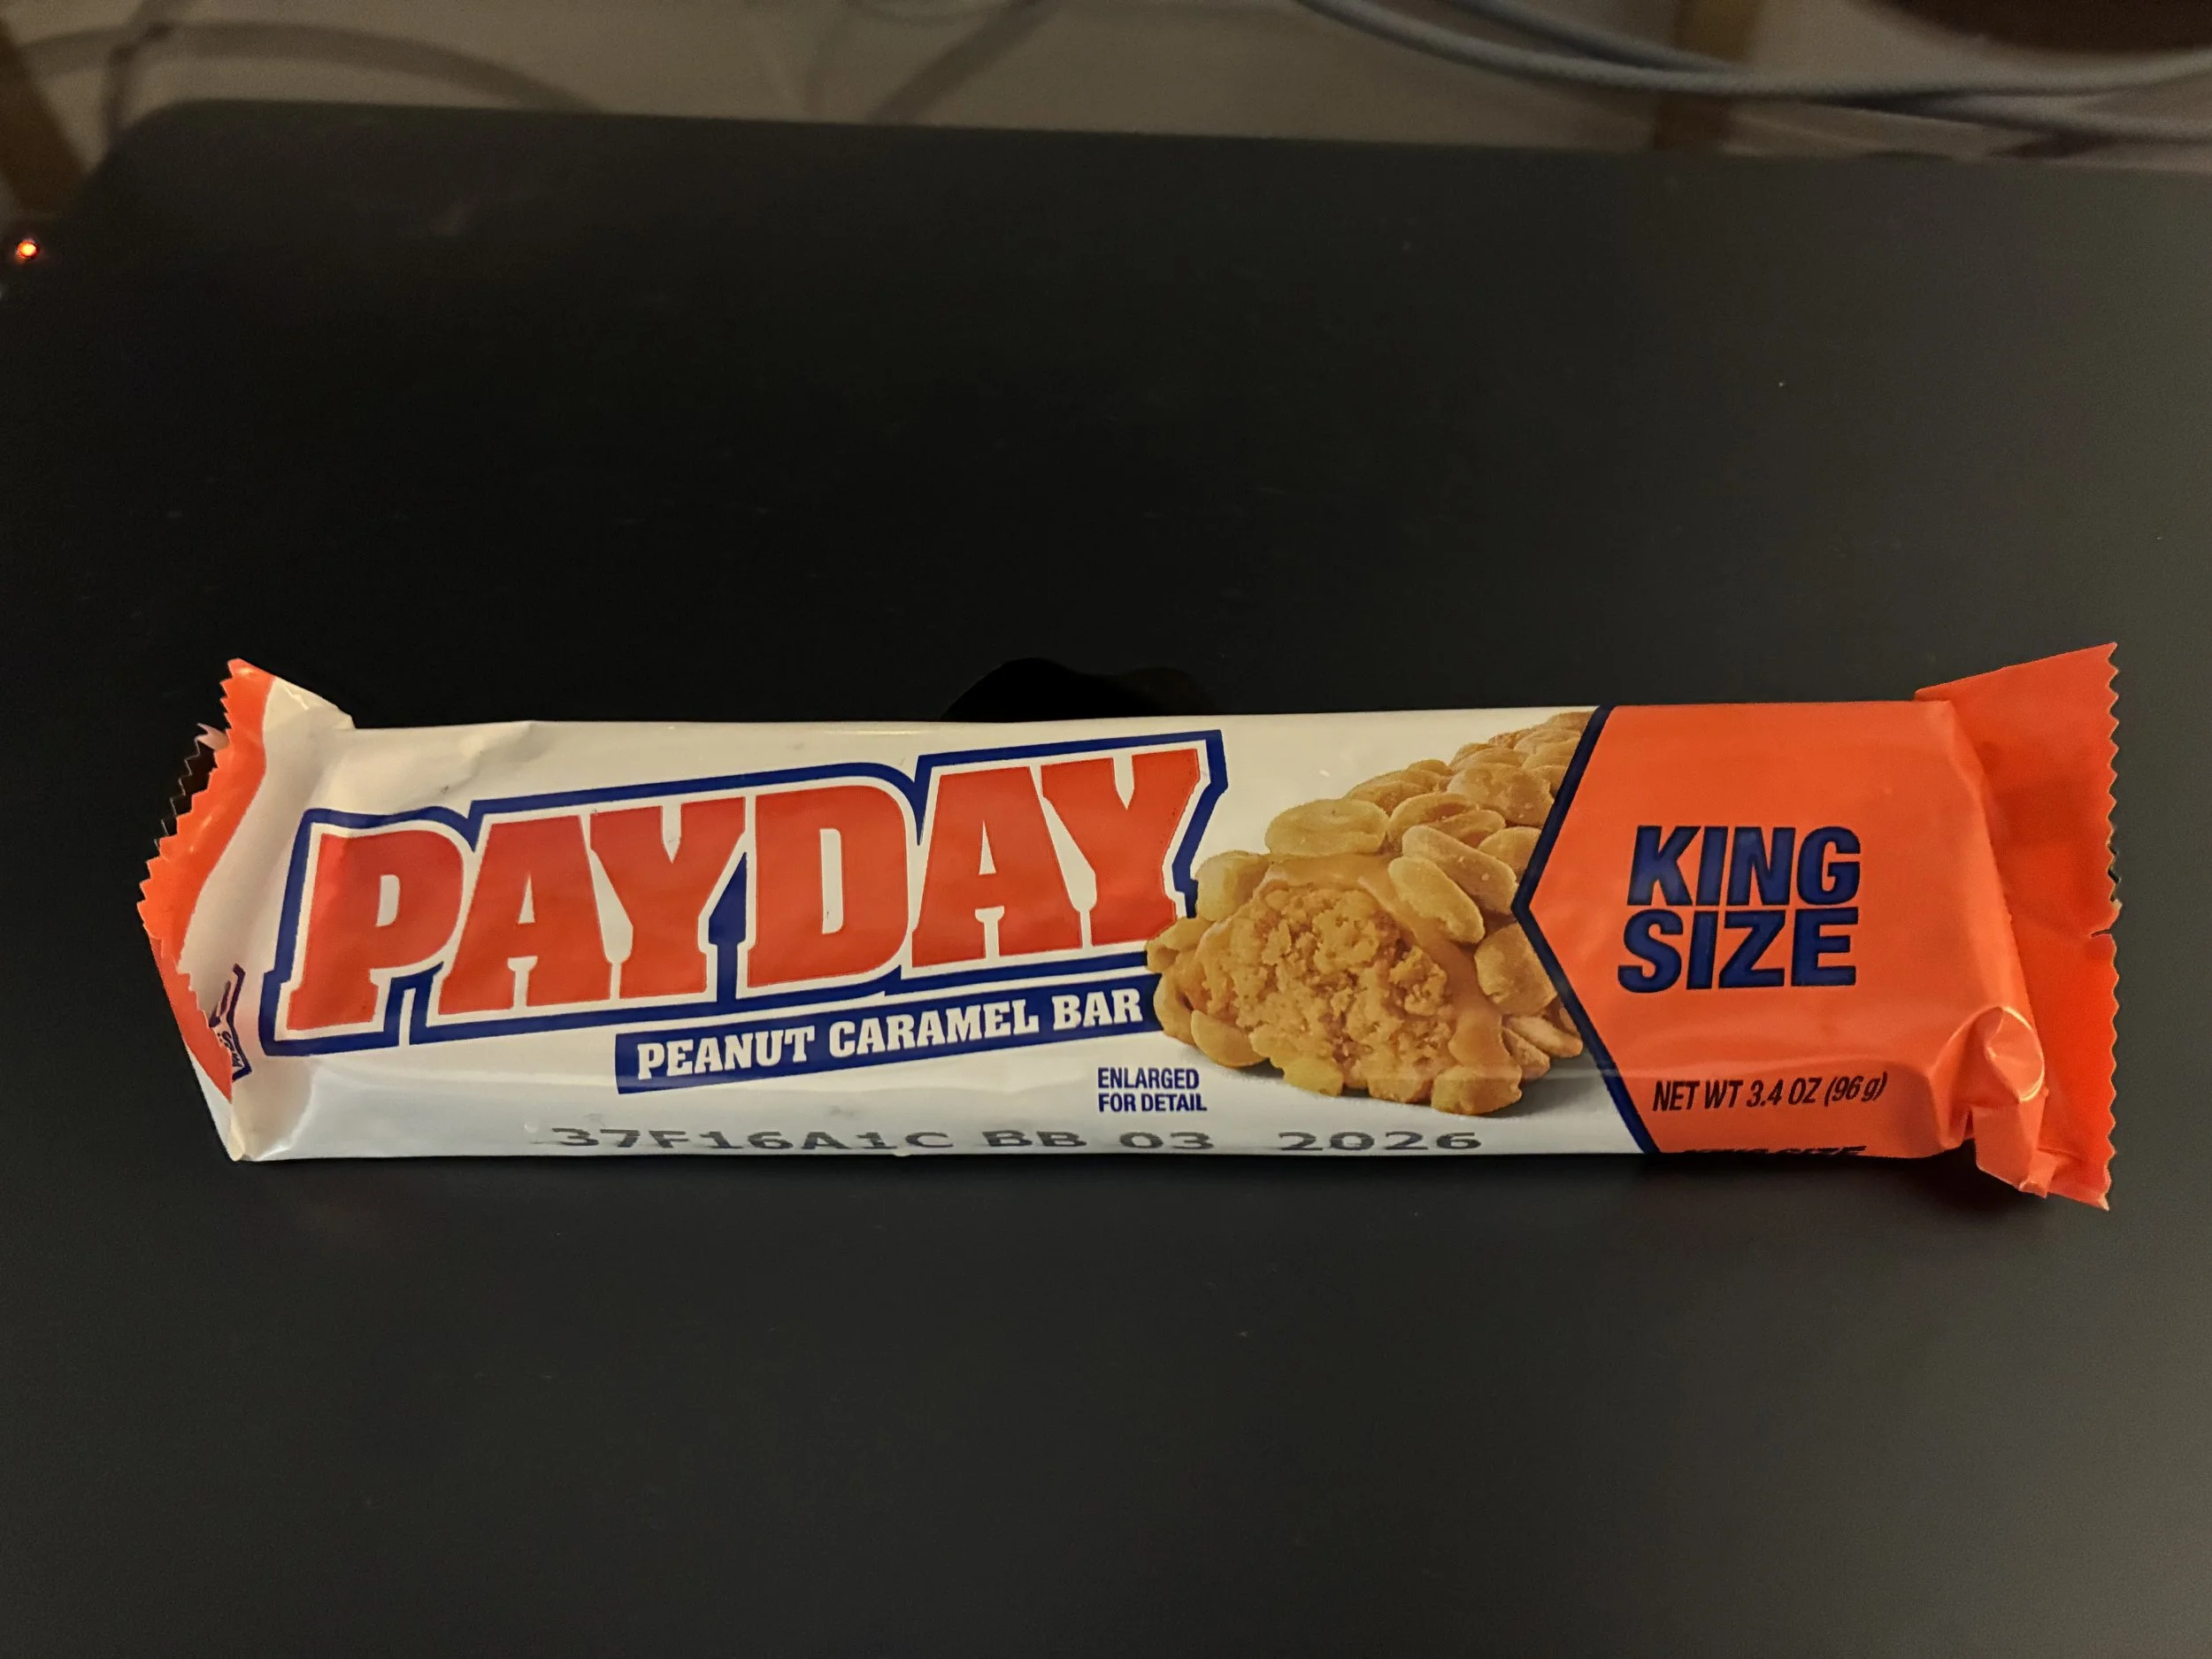 PAYDAY
PEANUT CARAMEL BAR
ENLARGED
FOR DETAIL
KING
SIZE
NET WT 3.4 OZ (96 g)
37F16A1C BB 03 2026